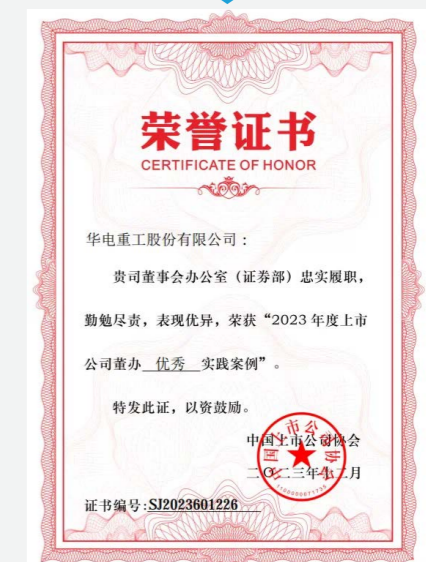 荣誉证书
CERTIFICATE OF HONOR
华电重工股份有限公司：
贵司董事会办公室（证券部）忠实履职，
勤勉尽责，表现优异，荣获“2023 年度上市
公司董办 优秀 实践案例”。
特发此证，以资鼓励。
中国上市公司协会
二〇二三年十二月
证书编号:SJ2023601226